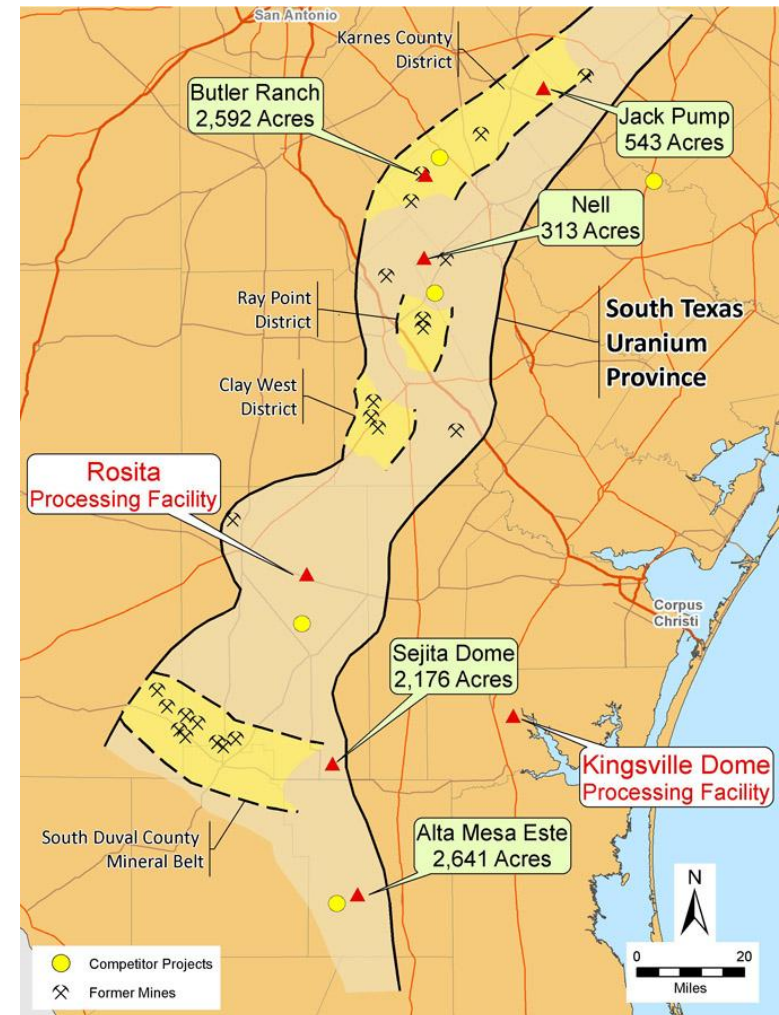 San Antonio
Karnes County
District
Butler Ranch
2,592 Acres
Jack Pump
543 Acres
Nell
313 Acres
Ray Point
District
South Texas
Uranium
Province
Clay West
District
Rosita
Processing Facility
Corpus
Christi
Sejita Dome
2,176 Acres
Kingsville Dome
Processing Facility
South Duval County
Mineral Belt
Alta Mesa Este
2,641 Acres
N
0 20
Miles
Competitor Projects
Former Mines